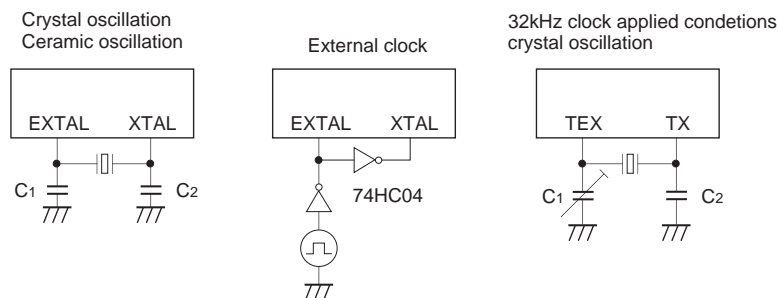 Crystal oscillation
Ceramic oscillation
EXTAL XTAL
C1
C2
External clock
EXTAL XTAL
74HC04
32kHz clock applied condetions
crystal oscillation
TEX TX
C1
C2